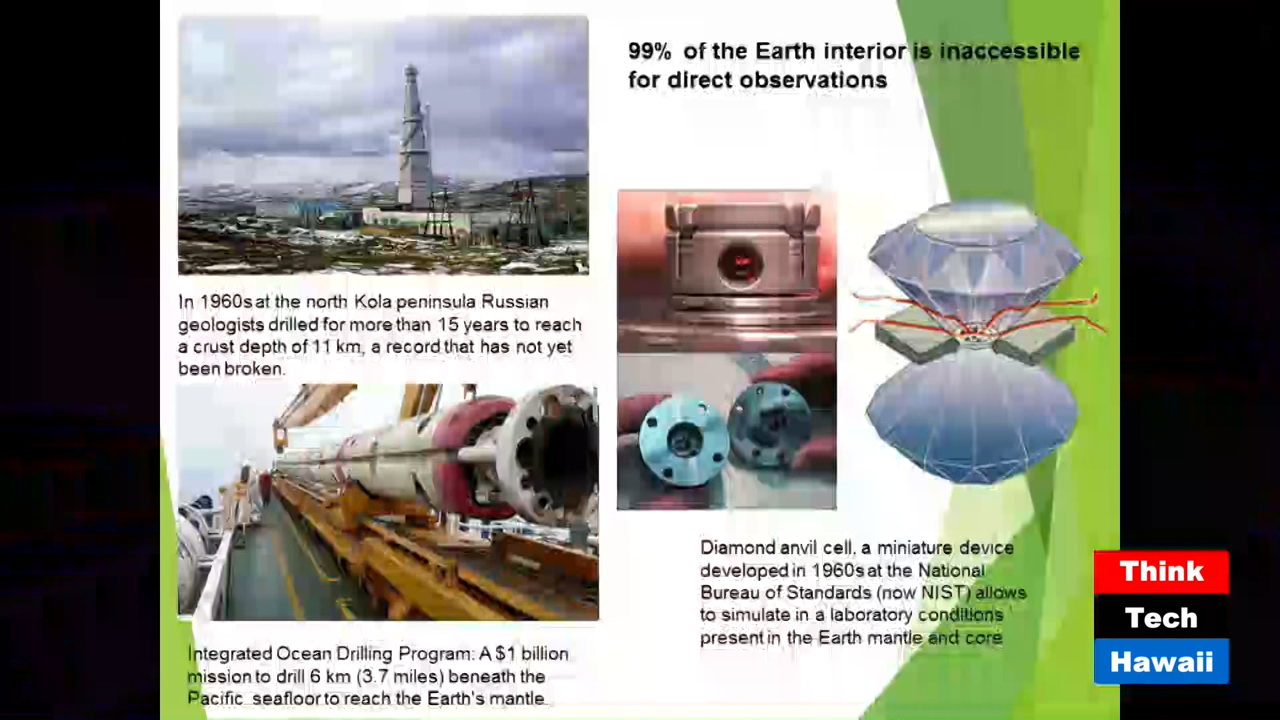 99% of the Earth interior is inaccessible
for direct observations
In 1960s at the north Kola peninsula Russian
geologists drilled for more than 15 years to reach
a crust depth of 11 km, a record that has not yet
been broken.
Integrated Ocean Drilling Program: A $1 billion
mission to drill 6 km (3.7 miles) beneath the
Pacific seafloor to reach the Earth's mantle.
Diamond anvil cell, a miniature device
developed in 1960s at the National
Bureau of Standards (now NIST) allows
to simulate in a laboratory conditions
present in the Earth mantle and core
Think
Tech
Hawaii